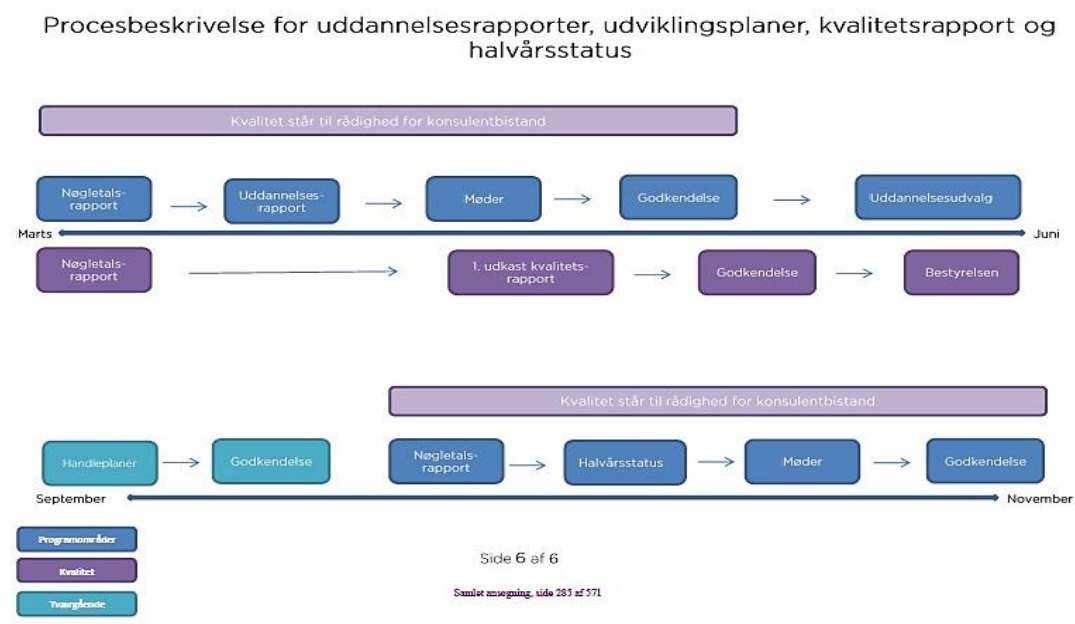 Procesbeskrivelse for uddannelsesrapporter, udviklingsplaner, kvalitetsrapport og
halvårsstatus
Kvalitet står til rådighed for konsulentbistand
Nøgletals-
rapport
Uddannelses-
rapport
Møder
Godkendelse
Uddannelsesudvalg
Marts
Juni
Nøgletals-
rapport
1. udkast kvalitets-
rapport
Godkendelse
Bestyrelsen
Kvalitet står til rådighed for konsulentbistand
Handleplaner
Godkendelse
Nøgletals-
rapport
Halvårsstatus
Møder
Godkendelse
September
November
Programområder
Kvalitet
Tværgående
Side 6 af 6
Samlet ansøgning, side 285 af 571